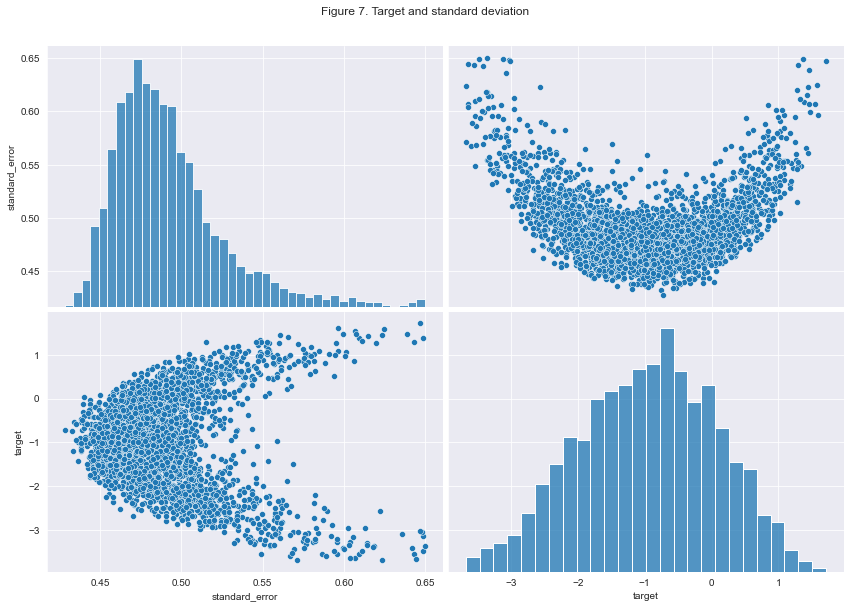 Figure 7. Target and standard deviation
0.65
0.60
0.55
0.50
0.45
standard_error
1
0
−1
−2
−3
target
0.45 0.50 0.55 0.60 0.65
standard_error
−3 −2 −1 0 1
target